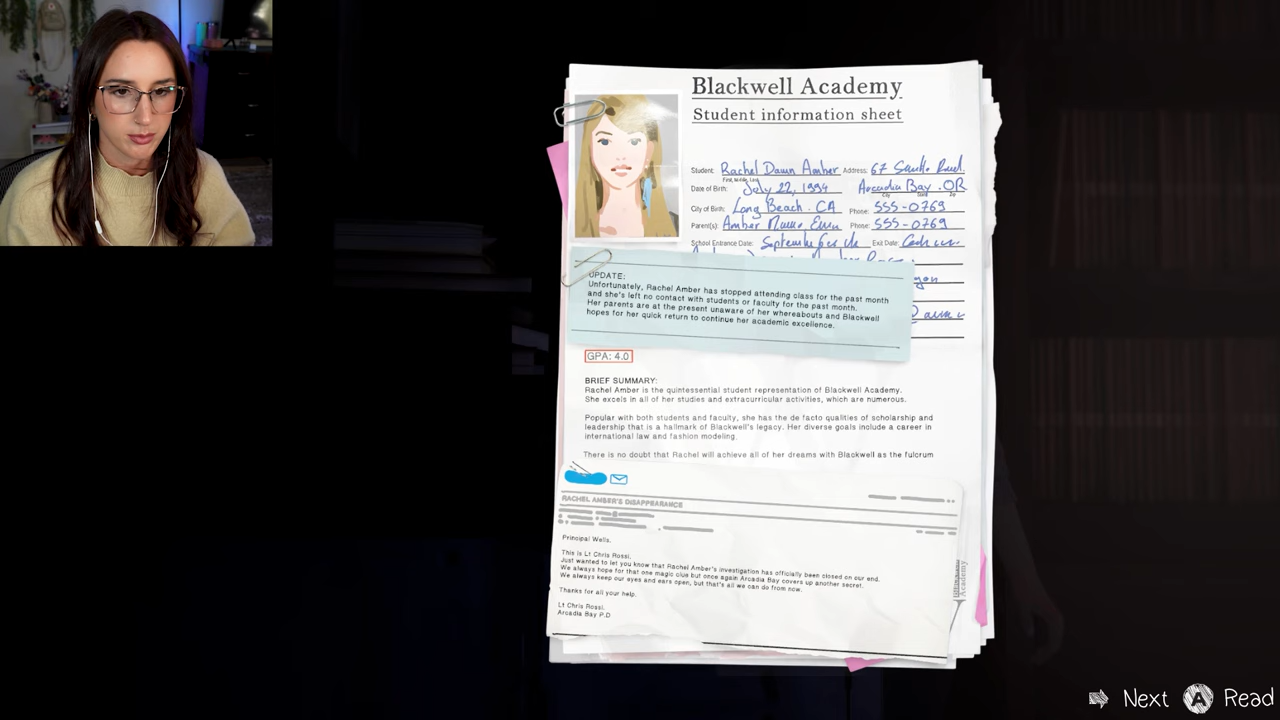 Blackwell Academy
Student information sheet
Student: Rachel Dawn Amber Address: 67
Date of Birth: July 22, 1994 Arcadia Bay, OR
City of Birth: Long Beach, CA Phone: 555-0769
Parent(s): Amber Phone: 555-0769
School Entrance Date: Exit Date:
UPDATE:
Unfortunately, Rachel Amber has stopped attending class for the past month
and she's left no contact with students or faculty for the past month.
Her parents are at the present unaware of her whereabouts and Blackwell
hopes for her quick return to continue her academic excellence.
GPA: 4.0
BRIEF SUMMARY:
Rachel Amber is the quintessential student representation of Blackwell Academy.
She excels in all of her studies and extracurricular activities, which are numerous.
Popular with both students and faculty, she has the de facto qualities of scholarship and
leadership that is a hallmark of Blackwell's legacy. Her diverse goals include a career in
international law and fashion modeling.
There is no doubt that Rachel will achieve all of her dreams with Blackwell as the fulcrum
RACHEL AMBER'S DISAPPEARANCE
Principal Wells,
This is Lt Chris Rossi.
Just wanted to let you know that Rachel Amber's investigation has officially been closed on our end.
We always hope for that one magic clue but once again Arcadia Bay covers up another secret.
We always keep our eyes and ears open, but that's all we can do from now.
Thanks for all your help.
Lt Chris Rossi.
Arcadia Bay P.D
Academy
Next A Read